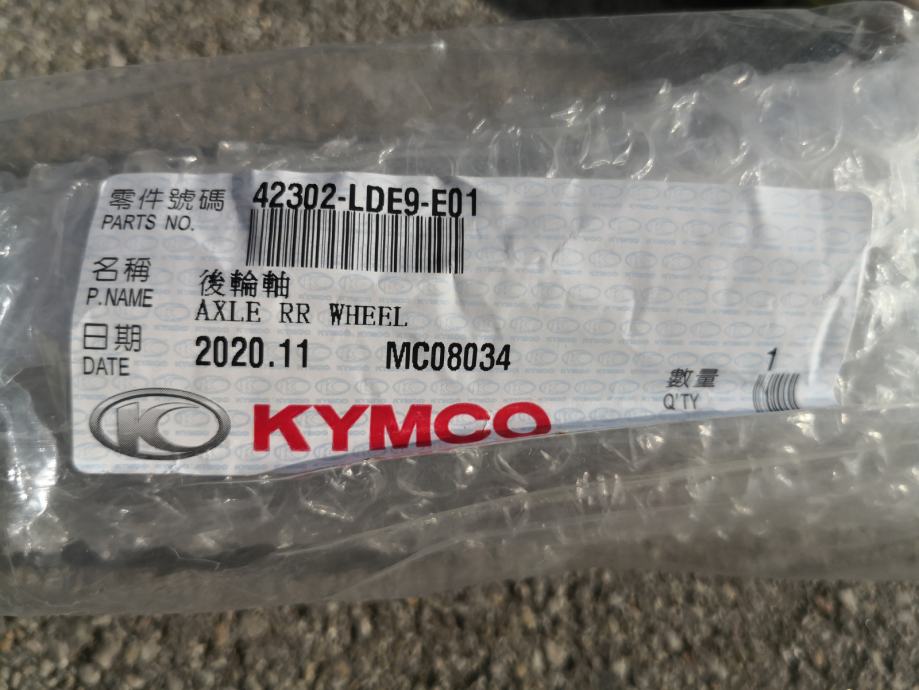 零件號碼 42302-LDE9-E01
PARTS NO.
名稱 後輪軸
P.NAME AXLE RR WHEEL
日期 2020.11 MC08034
DATE
數量 1
Q'TY
KC KYMCO